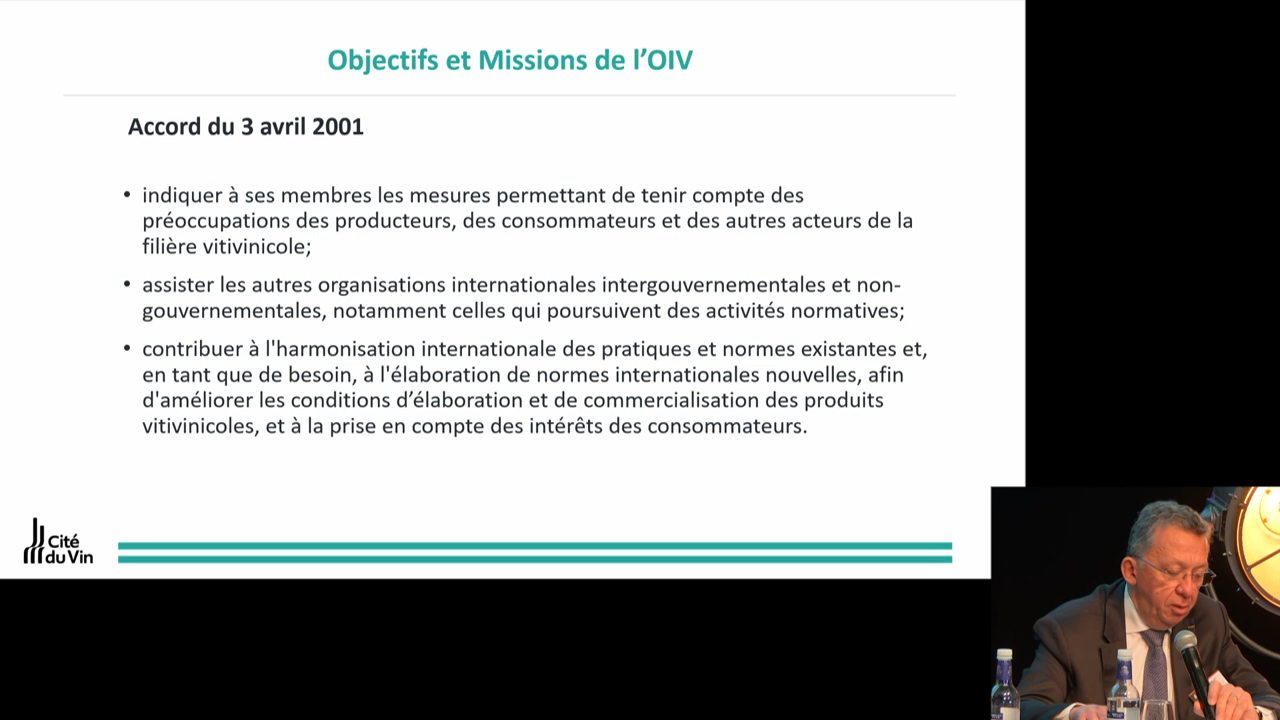 Objectifs et Missions de l’OIV
Accord du 3 avril 2001
• indiquer à ses membres les mesures permettant de tenir compte des
préoccupations des producteurs, des consommateurs et des autres acteurs de la
filière vitivinicole;
• assister les autres organisations internationales intergouvernementales et non-
gouvernementales, notamment celles qui poursuivent des activités normatives;
• contribuer à l'harmonisation internationale des pratiques et normes existantes et,
en tant que de besoin, à l'élaboration de normes internationales nouvelles, afin
d'améliorer les conditions d’élaboration et de commercialisation des produits
vitivinicoles, et à la prise en compte des intérêts des consommateurs.
Cité
du Vin